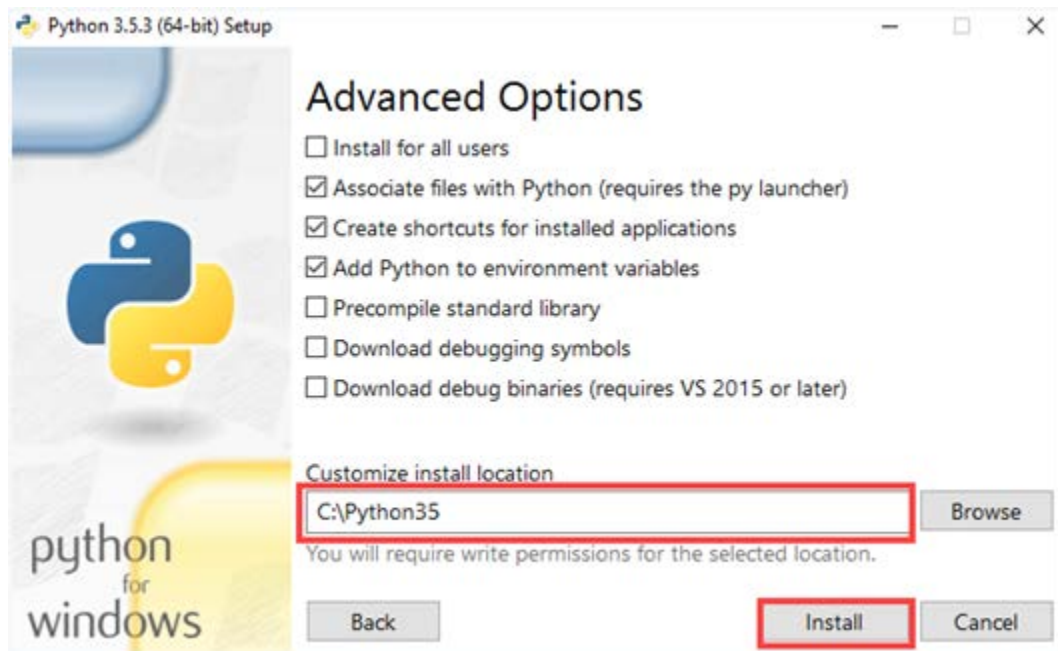 Python 3.5.3 (64-bit) Setup
Advanced Options
Install for all users
Associate files with Python (requires the py launcher)
Create shortcuts for installed applications
Add Python to environment variables
Precompile standard library
Download debugging symbols
Download debug binaries (requires VS 2015 or later)
Customize install location
C:\Python35
Browse
You will require write permissions for the selected location.
python
for
windows
Back
Install
Cancel